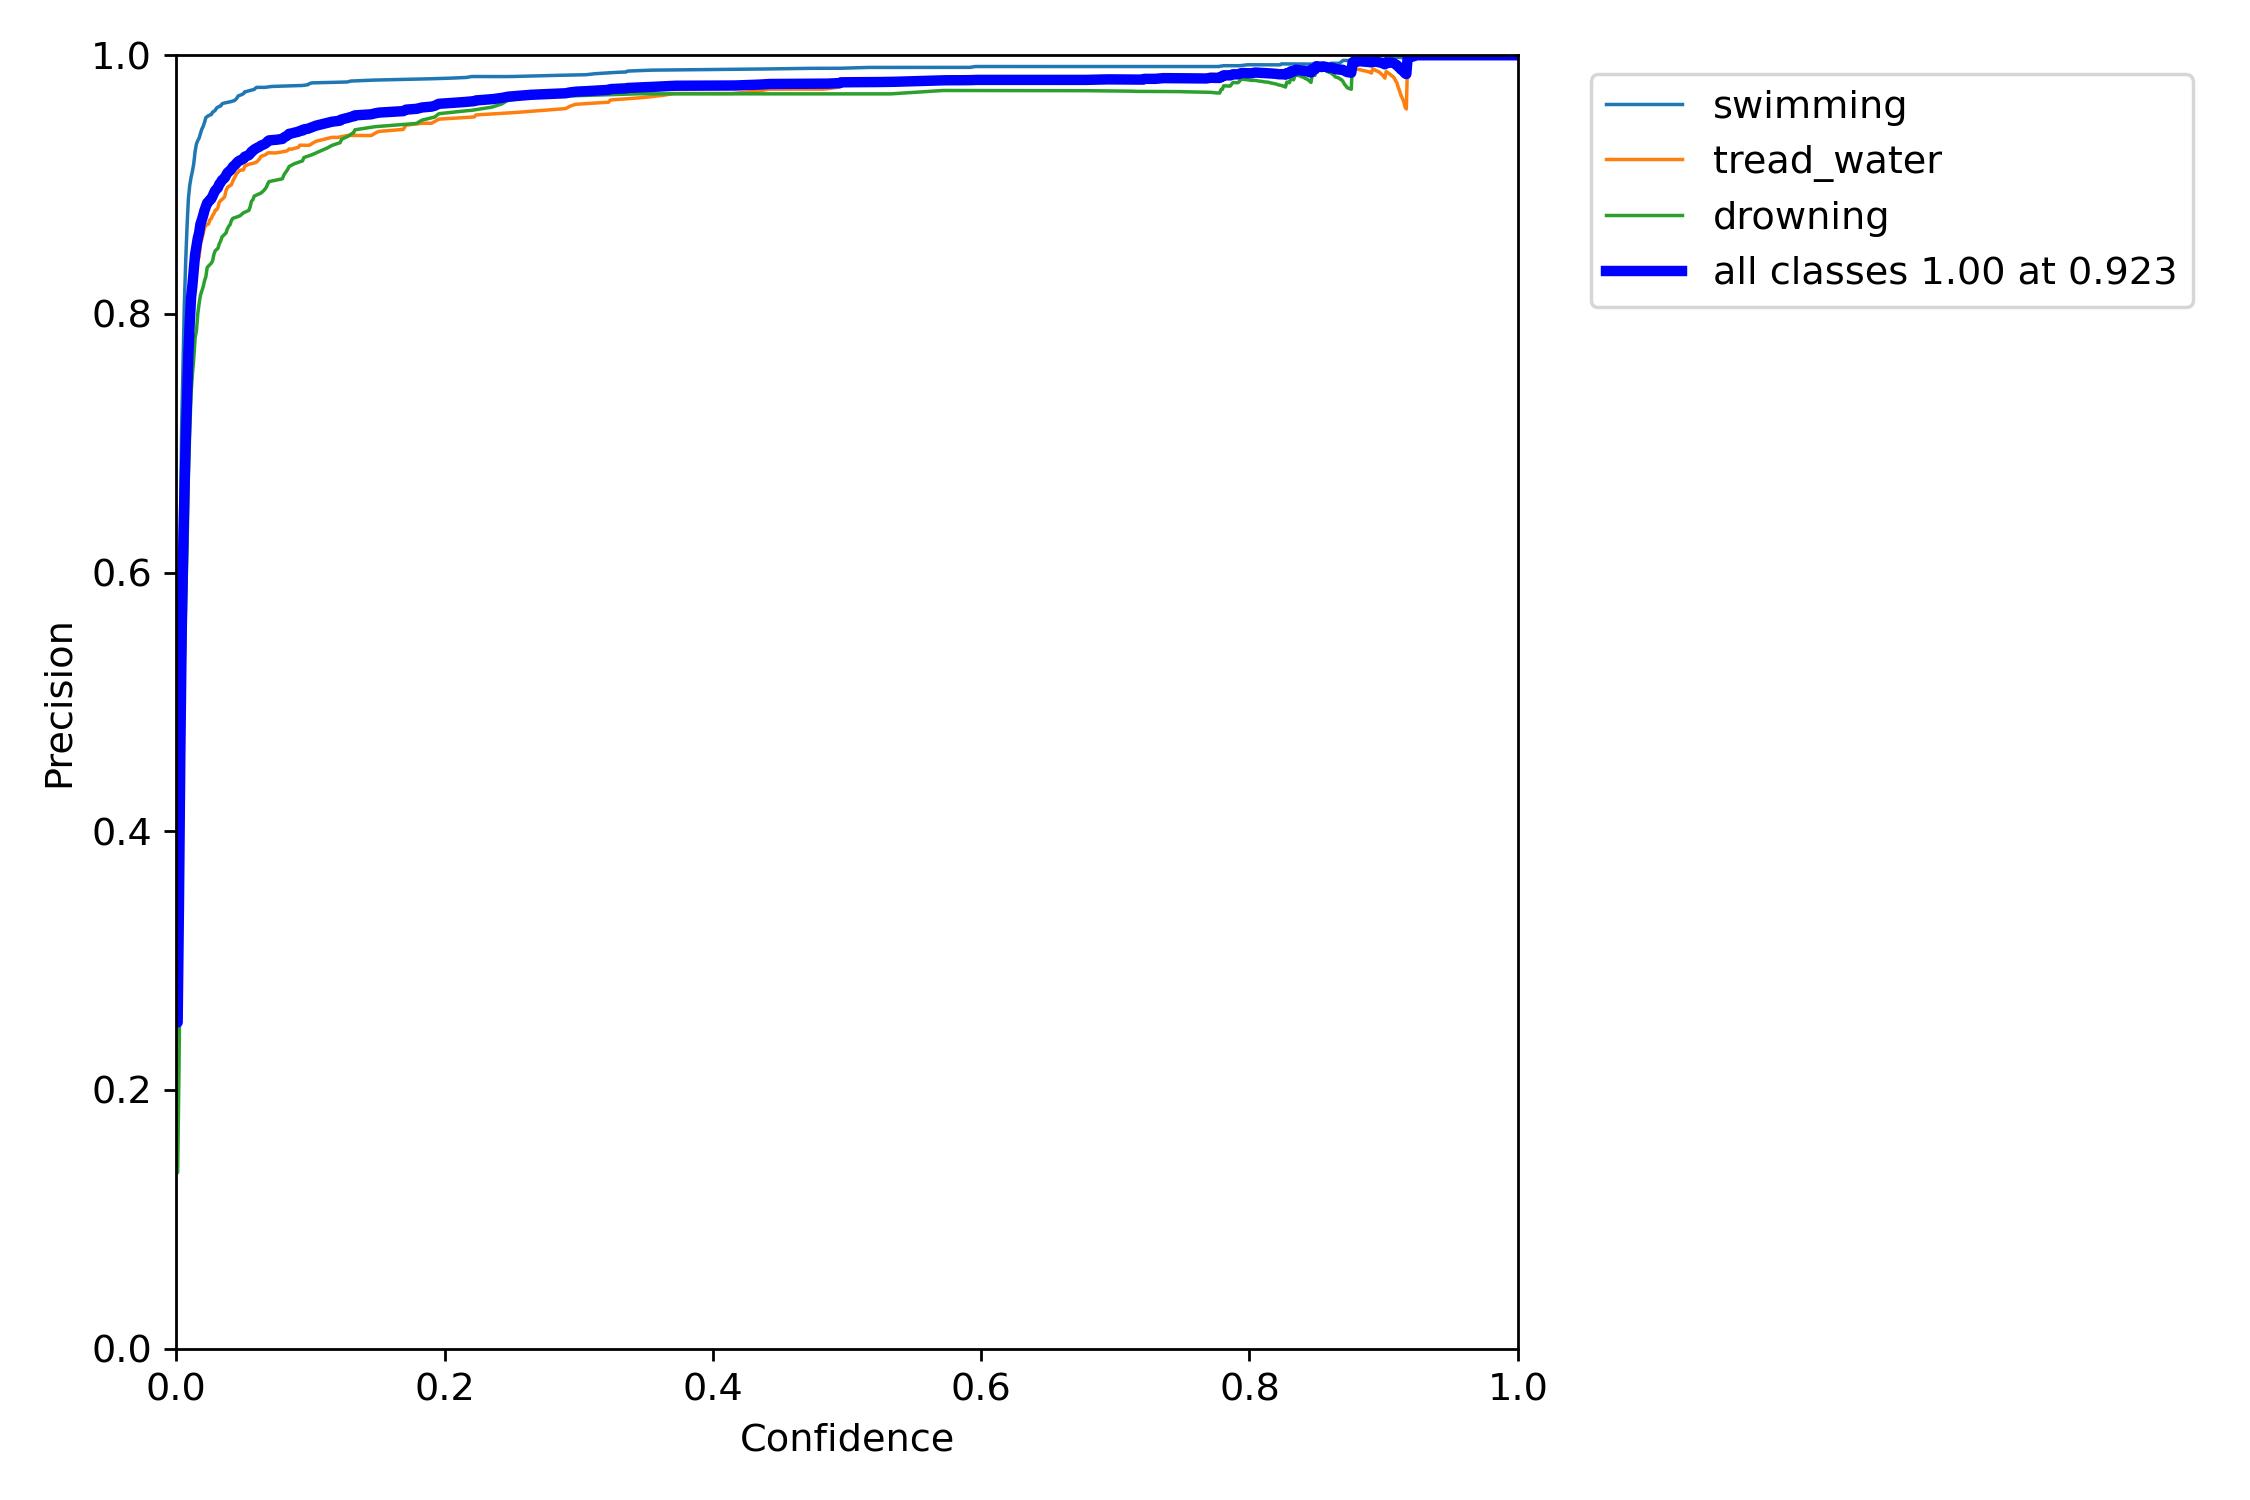 1.0
0.8
0.6
0.4
0.2
0.0
Precision
0.0 0.2 0.4 0.6 0.8 1.0
Confidence
swimming
tread_water
drowning
all classes 1.00 at 0.923